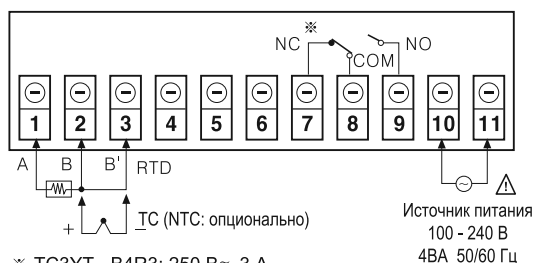 ※
NC COM NO
1 2 3 4 5 6 7 8 9 10 11
A B B' RTD
+ − TC (NTC: опционально)
Источник питания
100 - 240 В
4ВА 50/60 Гц